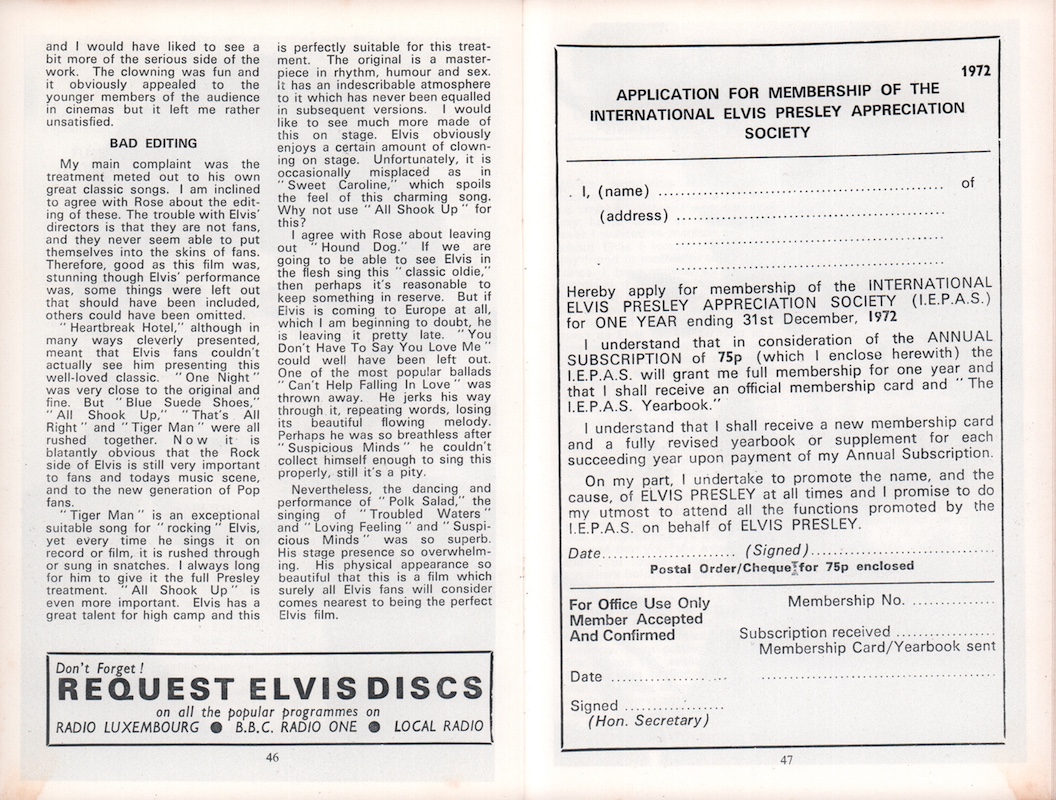 and I would have liked to see a
bit more of the serious side of the
work. The clowning was fun and
it obviously appealed to the
younger members of the audience
in cinemas but it left me rather
unsatisfied.
BAD EDITING
My main complaint was the
treatment meted out to his own
great classic songs. I am inclined
to agree with Rose about the edit-
ing of these. The trouble with Elvis'
directors is that they are not fans,
and they never seem able to put
themselves into the skins of fans.
Therefore, good as this film was,
stunning though Elvis' performance
was, some things were left out
that should have been included,
others could have been omitted.
"Heartbreak Hotel," although in
many ways cleverly presented,
meant that Elvis fans couldn't
actually see him presenting this
well-loved classic. "One Night"
was very close to the original and
fine. But "Blue Suede Shoes,"
"All Shook Up," "That's All
Right" and "Tiger Man" were all
rushed together. Now it is
blatantly obvious that the Rock
side of Elvis is still very important
to fans and todays music scene,
and to the new generation of Pop
fans.
"Tiger Man" is an exceptional
suitable song for "rocking" Elvis,
yet every time he sings it on
record or film, it is rushed through
or sung in snatches. I always long
for him to give it the full Presley
treatment. "All Shook Up" is
even more important. Elvis has a
great talent for high camp and this
is perfectly suitable for this treat-
ment. The original is a master-
piece in rhythm, humour and sex.
it has an indescribable atmosphere
to it which has never been equalled
in subsequent versions. I would
like to see much more made of
this on stage. Elvis obviously
enjoys a certain amount of clown-
ing on stage. Unfortunately, it is
occasionally misplaced as in
"Sweet Caroline," which spoils
the feel of this charming song.
Why not use "All Shook Up" for
this?
I agree with Rose about leaving
out "Hound Dog." If we are
going to be able to see Elvis in
the flesh sing this "classic oldie,"
then perhaps it's reasonable to
keep something in reserve. But if
Elvis is coming to Europe at all,
which I am beginning to doubt, he
is leaving it pretty late. "You
Don't Have To Say You Love Me"
could well have been left out.
One of the most popular ballads
"Can't Help Falling In Love" was
thrown away. He jerks his way
through it, repeating words, losing
its beautiful flowing melody.
Perhaps he was so breathless after
"Suspicious Minds" he couldn't
collect himself enough to sing this
properly, still it's a pity.
Nevertheless, the dancing and
performance of "Polk Salad," the
singing of "Troubled Waters"
and "Loving Feeling" and "Suspi-
cious Minds" was so superb.
His stage presence so overwhelm-
ing. His physical appearance so
beautiful that this is a film which
surely all Elvis fans will consider
comes nearest to being the perfect
Elvis film.
Don't Forget!
REQUEST ELVIS DISCS
on all the popular programmes on
RADIO LUXEMBOURG ● B.B.C. RADIO ONE ● LOCAL RADIO
46
1972
APPLICATION FOR MEMBERSHIP OF THE
INTERNATIONAL ELVIS PRESLEY APPRECIATION
SOCIETY
I, (name) .......................................... of
(address) ..........................................
..........................................
..........................................
Hereby apply for membership of the INTERNATIONAL
ELVIS PRESLEY APPRECIATION SOCIETY (I.E.P.A.S.)
for ONE YEAR ending 31st December, 1972
I understand that in consideration of the ANNUAL
SUBSCRIPTION of 75p (which I enclose herewith) the
I.E.P.A.S. will grant me full membership for one year and
that I shall receive an official membership card and "The
I.E.P.A.S. Yearbook."
I understand that I shall receive a new membership card
and a fully revised yearbook or supplement for each
succeeding year upon payment of my Annual Subscription.
On my part, I undertake to promote the name, and the
cause, of ELVIS PRESLEY at all times and I promise to do
my utmost to attend all the functions promoted by the
I.E.P.A.S. on behalf of ELVIS PRESLEY.
Date..................... (Signed)..............................
Postal Order/Cheque for 75p enclosed
For Office Use Only
Member Accepted
And Confirmed
Membership No. ..............
Subscription received ................
Membership Card/Yearbook sent
Date .................... ........................................
Signed .................
(Hon. Secretary)
47